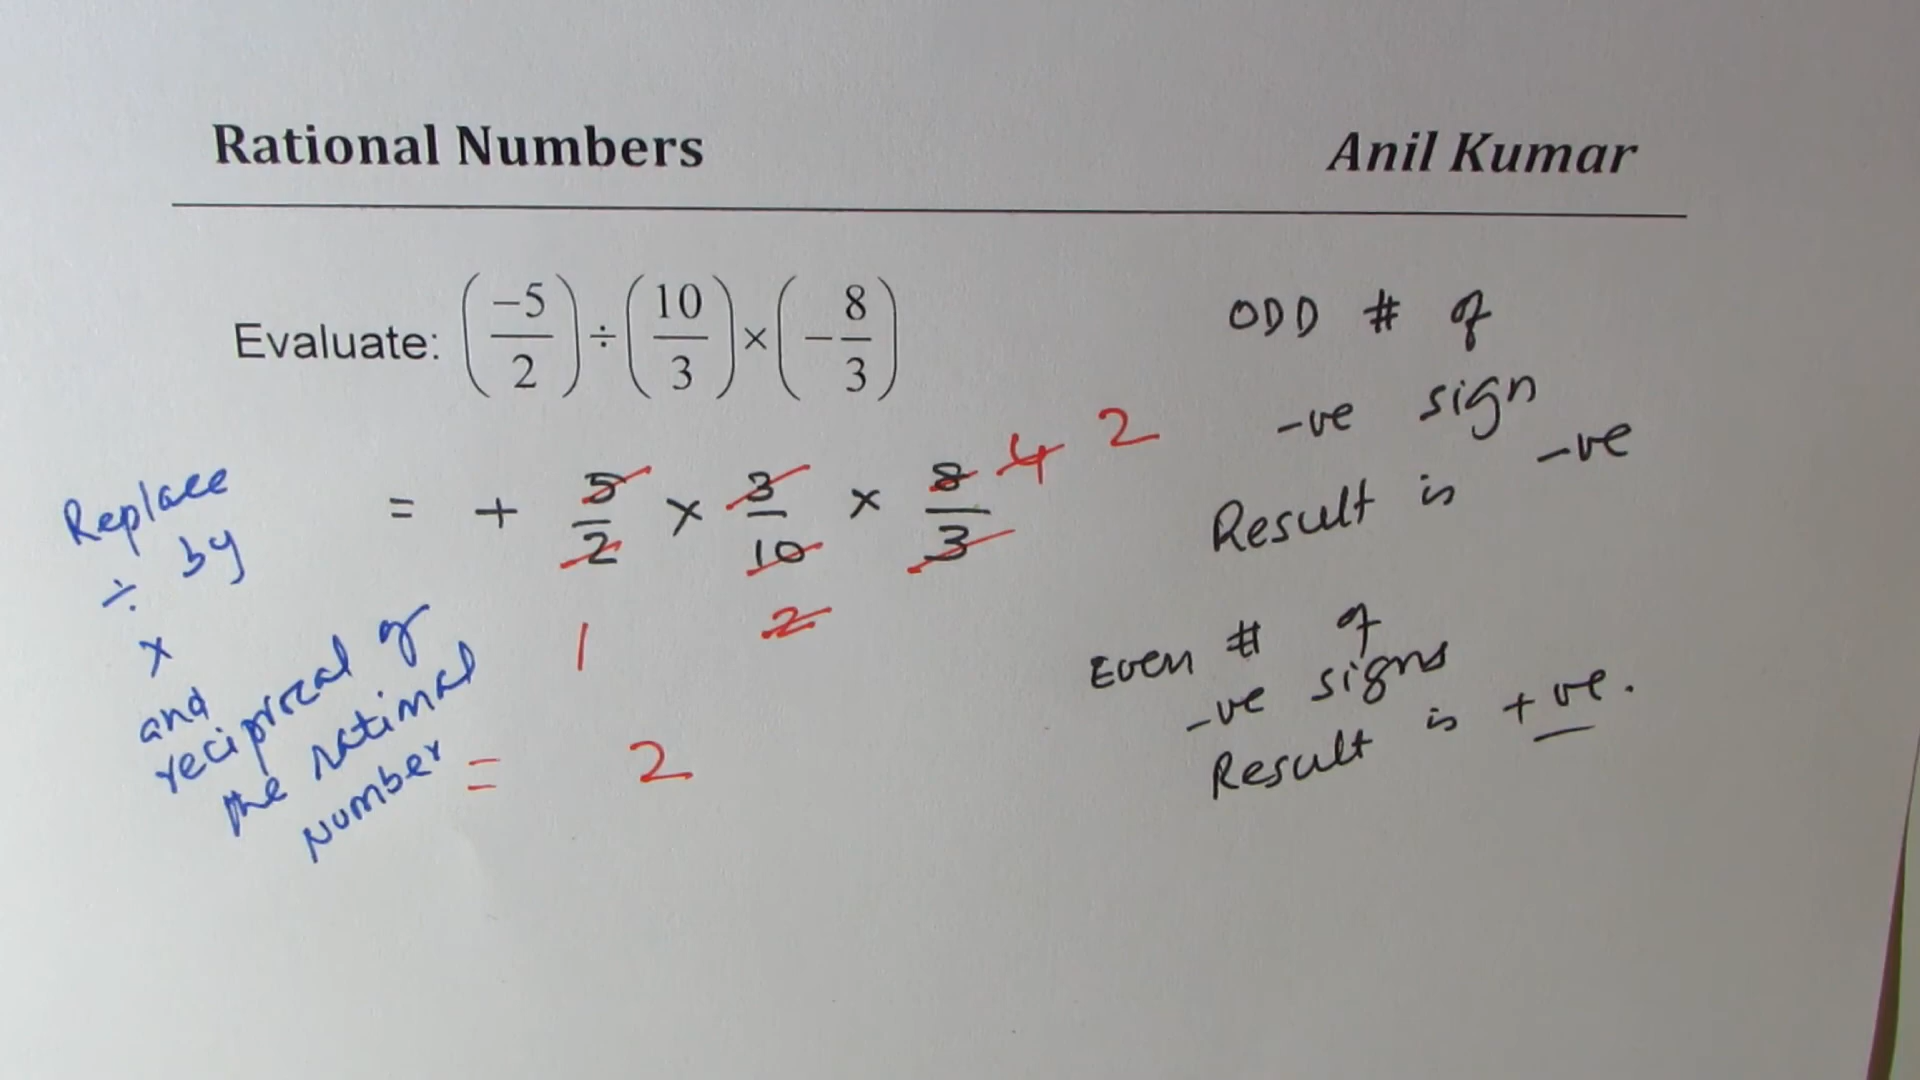 Rational Numbers
Anil Kumar
Evaluate: (−5/2) ÷ (10/3) × (−8/3)
= + 5/2 × 3/10 × 8/3 4 2
1 2
= 2
Replace
÷ by
×
and
reciprocal of
the rational
Number
ODD # of
-ve sign
Result is -ve
Even # of
-ve signs
Result is +ve.